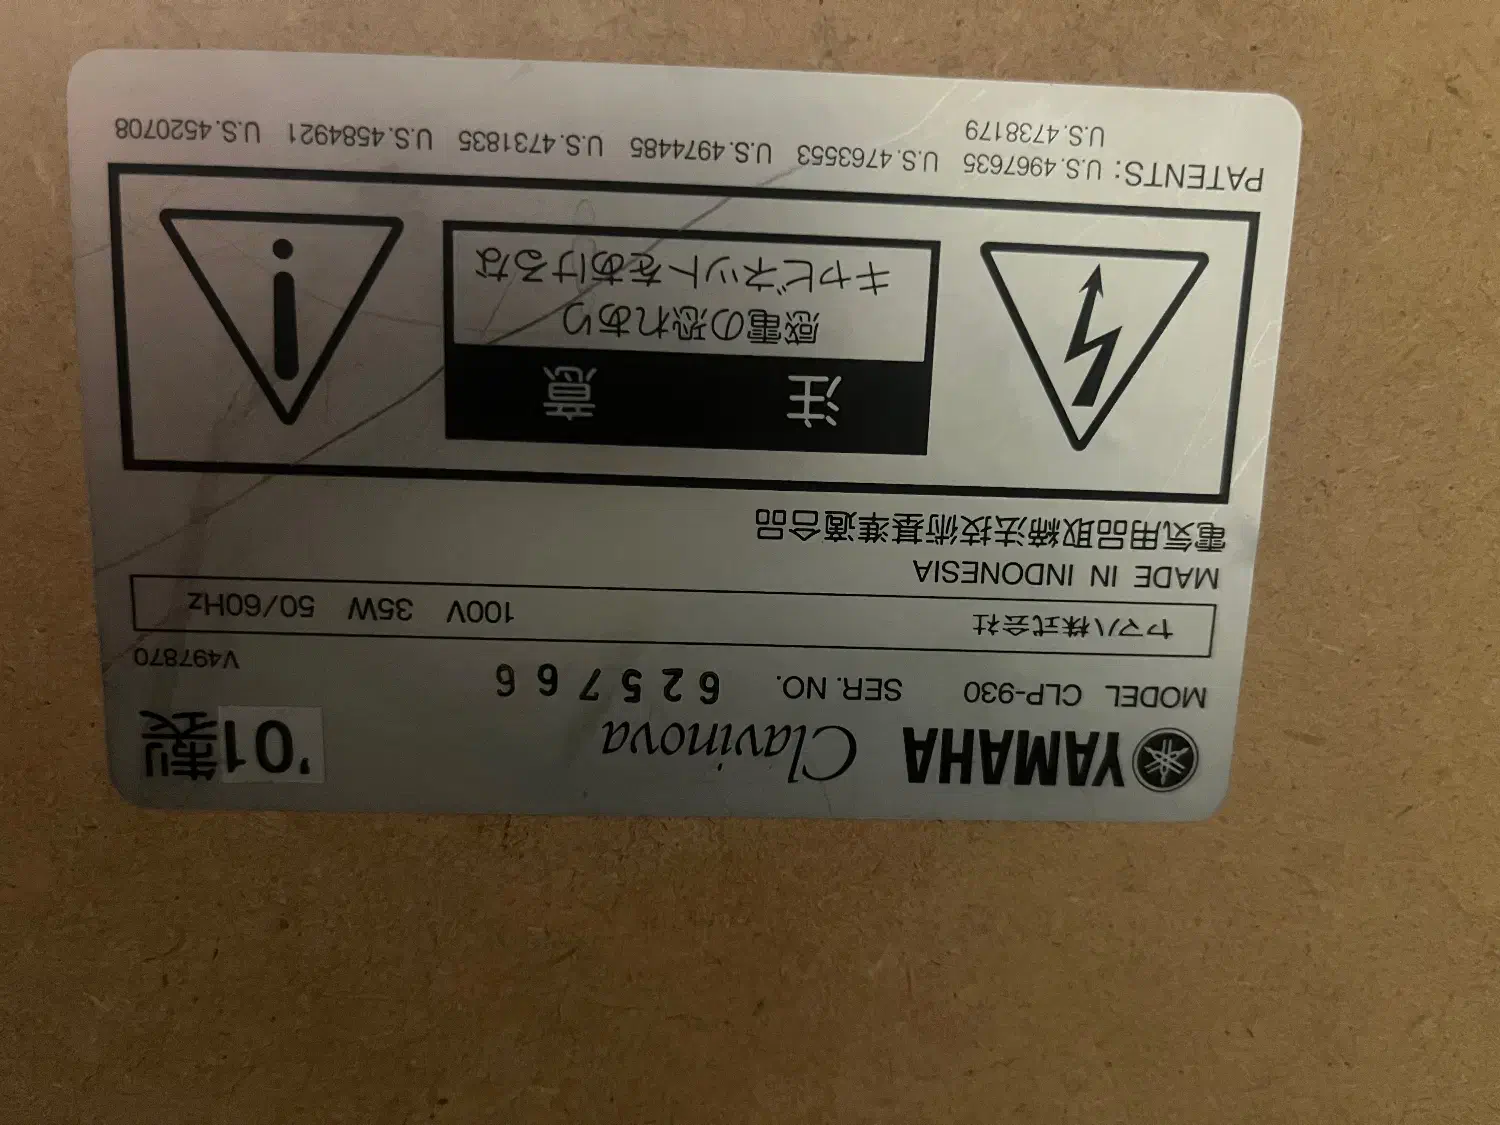 YAMAHA Clavinova '01製
MODEL CLP-930 SER. NO. 625766
V497870
ヤマハ株式会社 100V 35W 50/60Hz
MADE IN INDONESIA
電気用品取締法技術基準適合品
注意
感電の恐れあり
キャビネットをあけるな
PATENTS: U.S.4967635 U.S.4763553 U.S.4974485 U.S.4731835 U.S.4584921 U.S.4520708
U.S.4738179